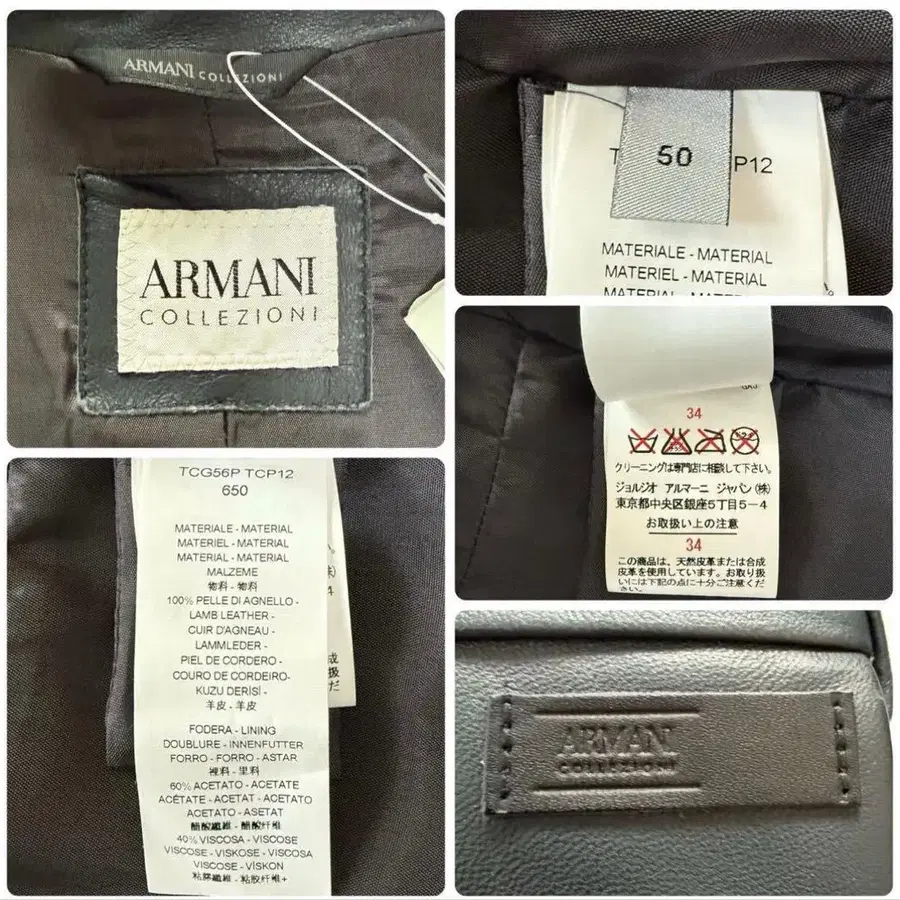 ARMANI COLLEZIONI
ARMANI
COLLEZIONI
50
P12
MATERIALE - MATERIAL
MATERIEL - MATERIAL
MATERIAL - MATERIAL
34
クリーニングは専門店に相談して下さい。
ジョルジオ アルマーニ ジャパン(株)
東京都中央区銀座5丁目5-4
お取扱い上の注意
34
この商品は、天然皮革または合成
皮革を使用しています。お取り扱
いには下記の点に十分ご注意くださ
い。
TCG56P TCP12
650
MATERIALE - MATERIAL
MATERIEL - MATERIAL
MATERIAL - MATERIAL
MALZEME
物料 - 物料
100% PELLE DI AGNELLO -
LAMB LEATHER -
CUIR D'AGNEAU -
LAMMLEDER -
PIEL DE CORDERO -
COURO DE CORDEIRO-
KUZU DERİSİ -
羊皮 - 羊皮
FODERA - LINING
DOUBLURE - INNENFUTTER
FORRO - FORRO - ASTAR
裡料 - 里料
60% ACETATO - ACETATE
ACÉTATE - ACETAT - ACETATO
ACETATO - ASETAT
醋酸纖維 - 醋酸纤维
40% VISCOSA - VISCOSE
VISCOSE - VISKOSE - VISCOSA
VISCOSE - VİSKON
粘膠纖維 - 粘胶纤维+
ARMANI
COLLEZIONI